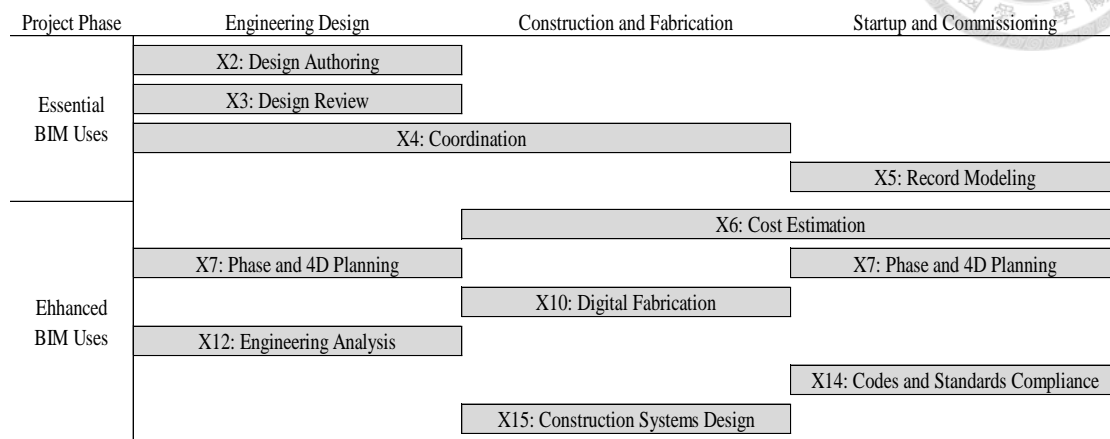 Project Phase Engineering Design Construction and Fabrication Startup and Commissioning
X2: Design Authoring
Essential
BIM Uses
X3: Design Review
X4: Coordination
X5: Record Modeling
X6: Cost Estimation
Ehhanced
BIM Uses
X7: Phase and 4D Planning X7: Phase and 4D Planning
X10: Digital Fabrication
X12: Engineering Analysis
X14: Codes and Standards Compliance
X15: Construction Systems Design